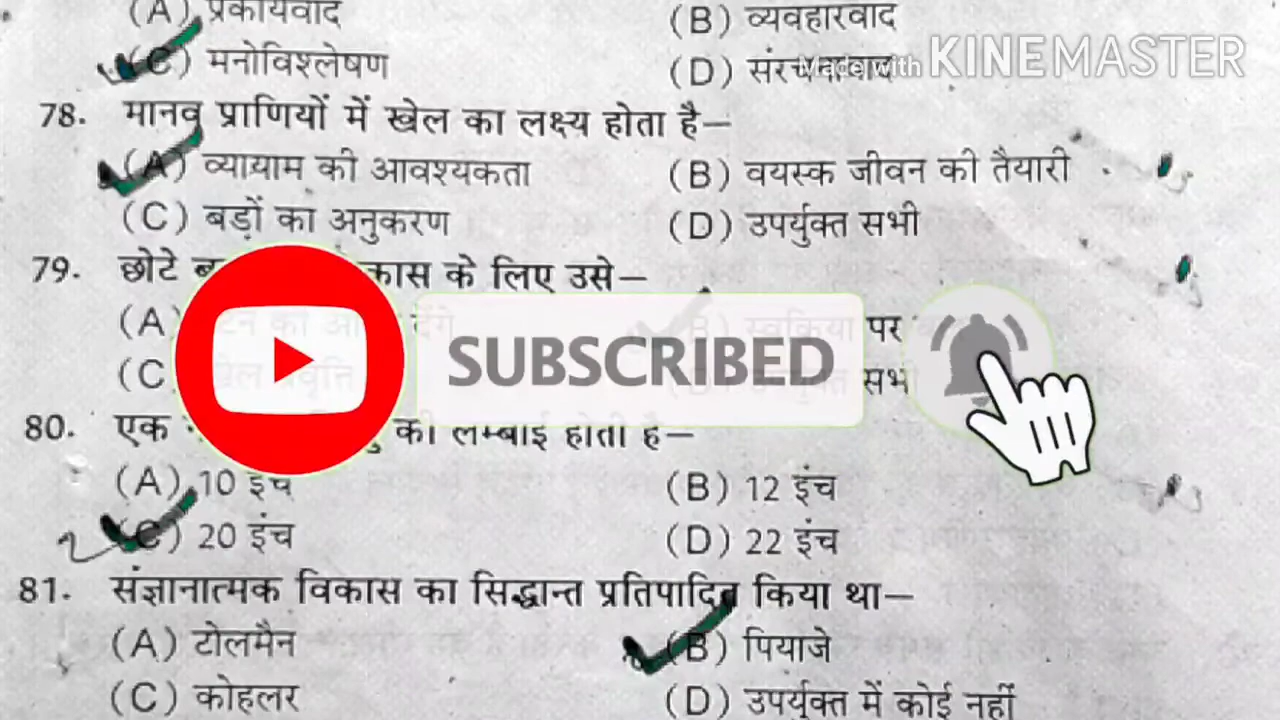 (A) प्रकार्यवाद (B) व्यवहारवाद
(C) मनोविश्लेषण (D) संरचनावाद
Made with KINEMASTER
78. मानव प्राणियों में खेल का लक्ष्य होता है—
(A) व्यायाम की आवश्यकता (B) वयस्क जीवन की तैयारी
(C) बड़ों का अनुकरण (D) उपर्युक्त सभी
79. छोटे कास के लिए उसे—
(A) देंगे (B) स्वक्रिया पर
SUBSCRIBED
(C) खेल प्रवृत्ति (D) उपर्युक्त सभी
80. एक की लम्बाई होती है—
(A) 10 इंच (B) 12 इंच
(C) 20 इंच (D) 22 इंच
81. संज्ञानात्मक विकास का सिद्धान्त प्रतिपादित किया था—
(A) टोलमैन (B) पियाजे
(C) कोहलर (D) उपर्युक्त में कोई नहीं